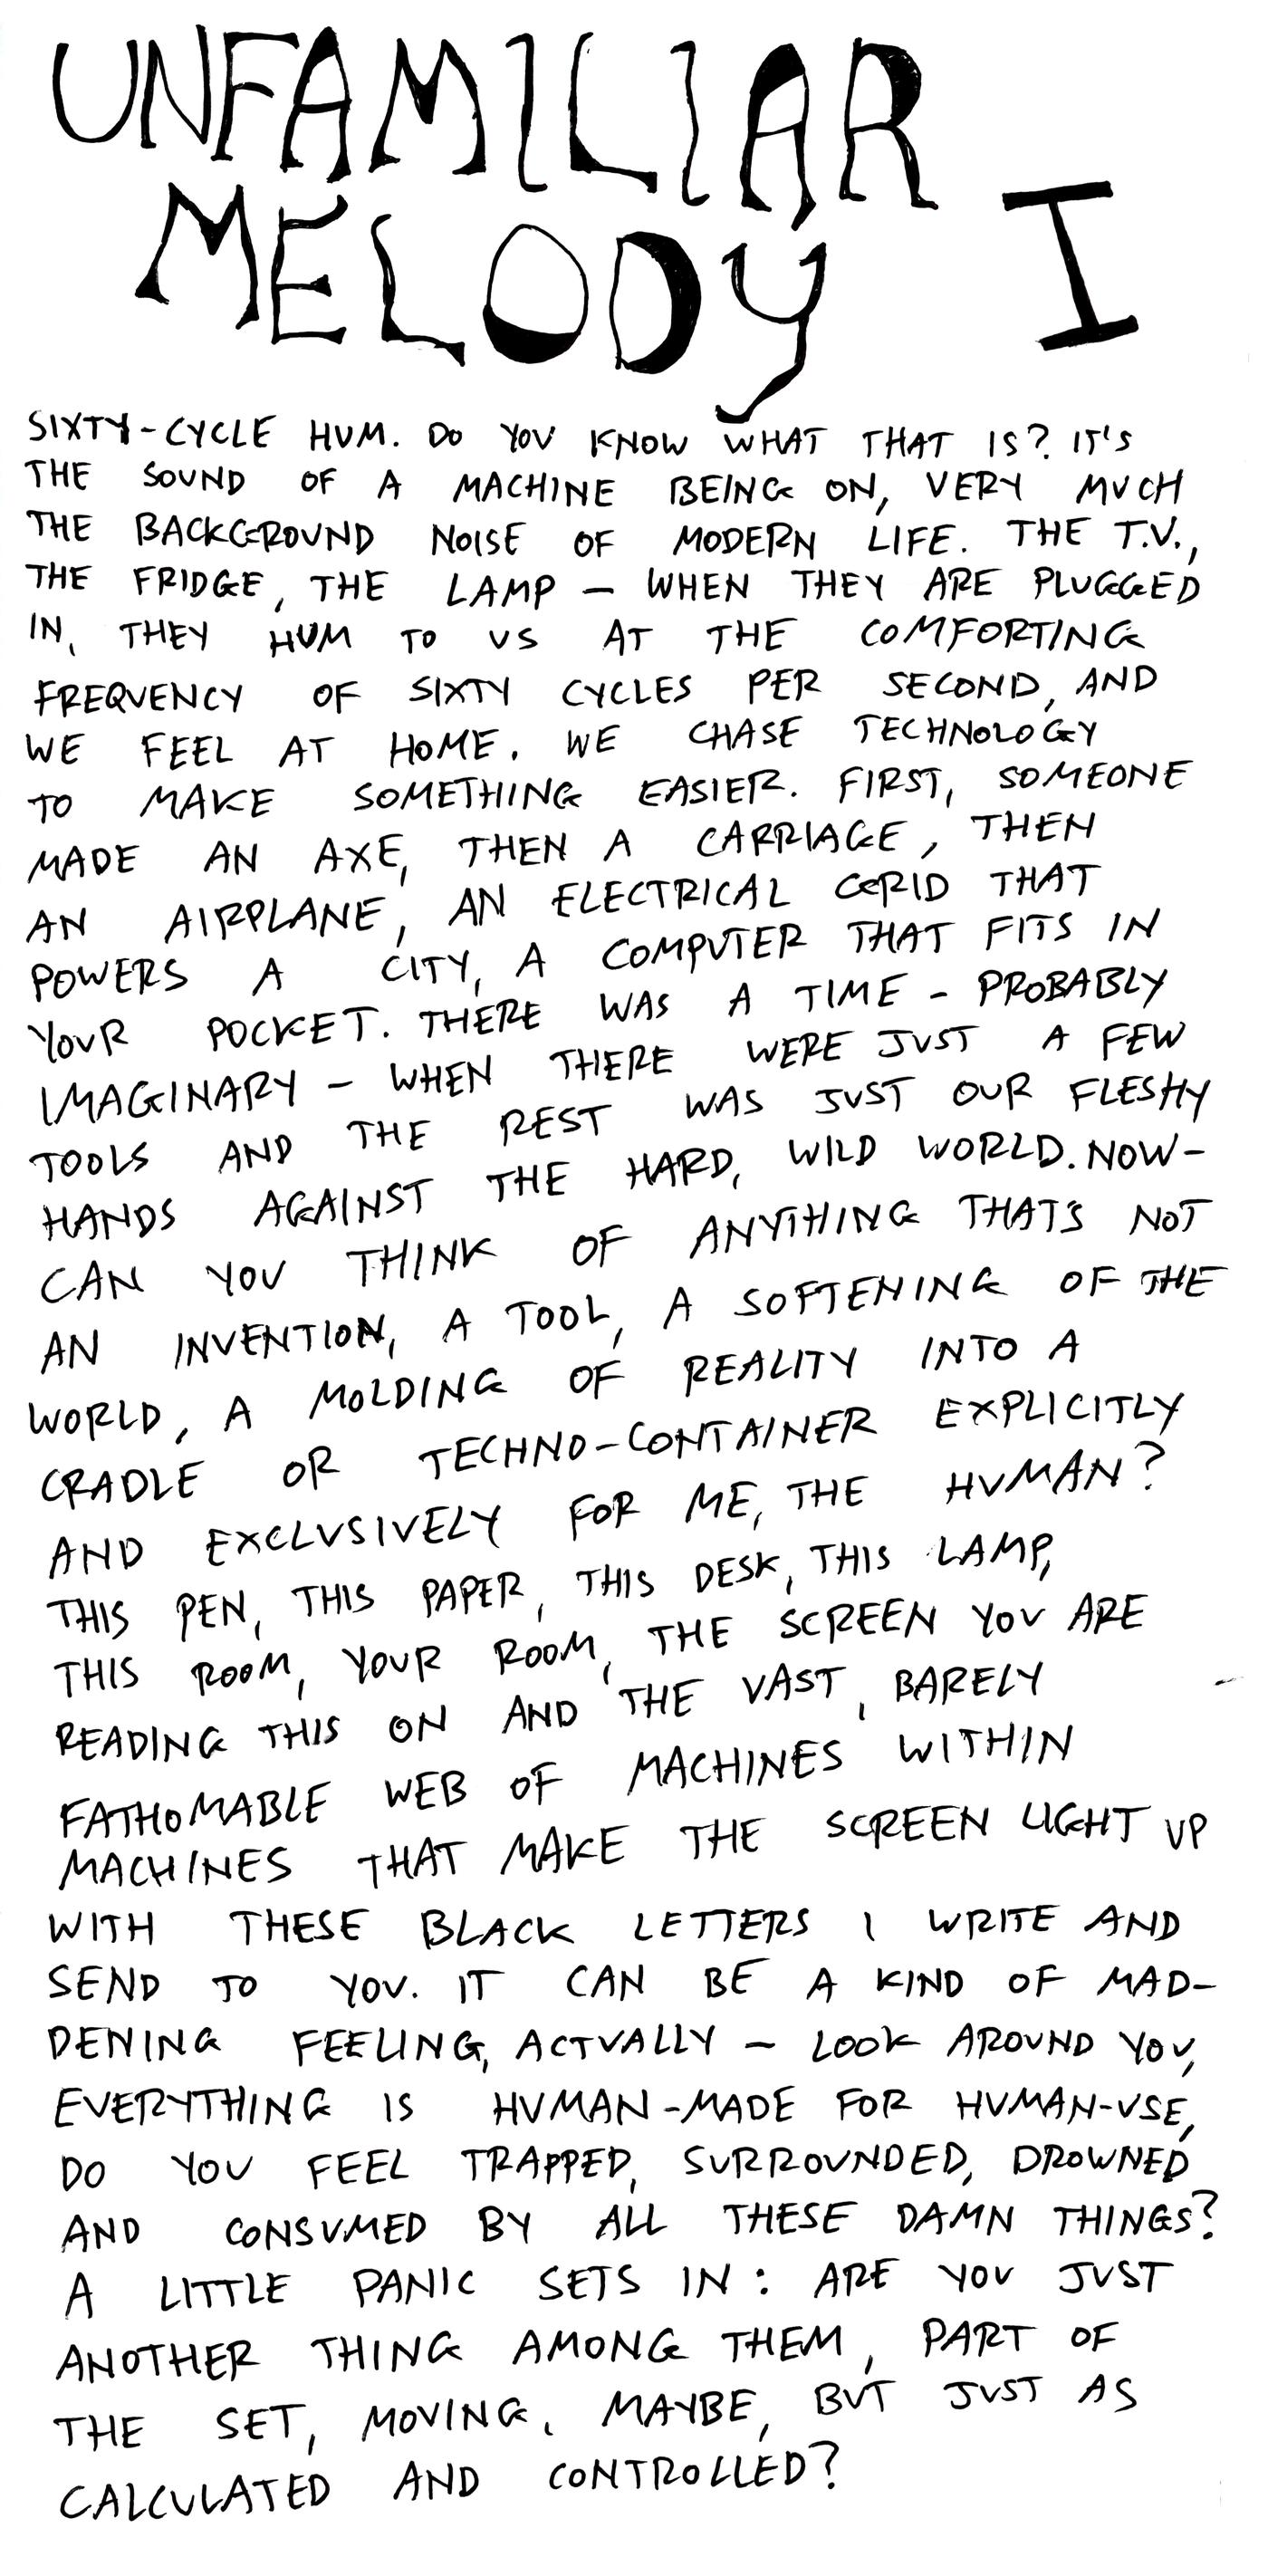 UNFAMILIAR
MELODY I
SIXTY-CYCLE HUM. DO YOU KNOW WHAT THAT IS? IT'S
THE SOUND OF A MACHINE BEING ON, VERY MUCH
THE BACKGROUND NOISE OF MODERN LIFE. THE T.V.,
THE FRIDGE, THE LAMP – WHEN THEY ARE PLUGGED
IN, THEY HUM TO US AT THE COMFORTING
FREQUENCY OF SIXTY CYCLES PER SECOND, AND
WE FEEL AT HOME. WE CHASE TECHNOLOGY
TO MAKE SOMETHING EASIER. FIRST, SOMEONE
MADE AN AXE, THEN A CARRIAGE, THEN
AN AIRPLANE, AN ELECTRICAL GRID THAT
POWERS A CITY, A COMPUTER THAT FITS IN
YOUR POCKET. THERE WAS A TIME – PROBABLY
IMAGINARY – WHEN THERE WERE JUST A FEW
TOOLS AND THE REST WAS JUST OUR FLESHY
HANDS AGAINST THE HARD, WILD WORLD. NOW –
CAN YOU THINK OF ANYTHING THAT'S NOT
AN INVENTION, A TOOL, A SOFTENING OF THE
WORLD, A MOLDING OF REALITY INTO A
CRADLE OR TECHNO-CONTAINER EXPLICITLY
AND EXCLUSIVELY FOR ME, THE HUMAN?
THIS PEN, THIS PAPER, THIS DESK, THIS LAMP,
THIS ROOM, YOUR ROOM, THE SCREEN YOU ARE
READING THIS ON AND THE VAST, BARELY
FATHOMABLE WEB OF MACHINES WITHIN
MACHINES THAT MAKE THE SCREEN LIGHT UP
WITH THESE BLACK LETTERS I WRITE AND
SEND TO YOU. IT CAN BE A KIND OF MAD-
DENING FEELING, ACTUALLY – LOOK AROUND YOU,
EVERYTHING IS HUMAN-MADE FOR HUMAN-USE,
DO YOU FEEL TRAPPED, SURROUNDED, DROWNED
AND CONSUMED BY ALL THESE DAMN THINGS?
A LITTLE PANIC SETS IN: ARE YOU JUST
ANOTHER THING AMONG THEM, PART OF
THE SET, MOVING, MAYBE, BUT JUST AS
CALCULATED AND CONTROLLED?